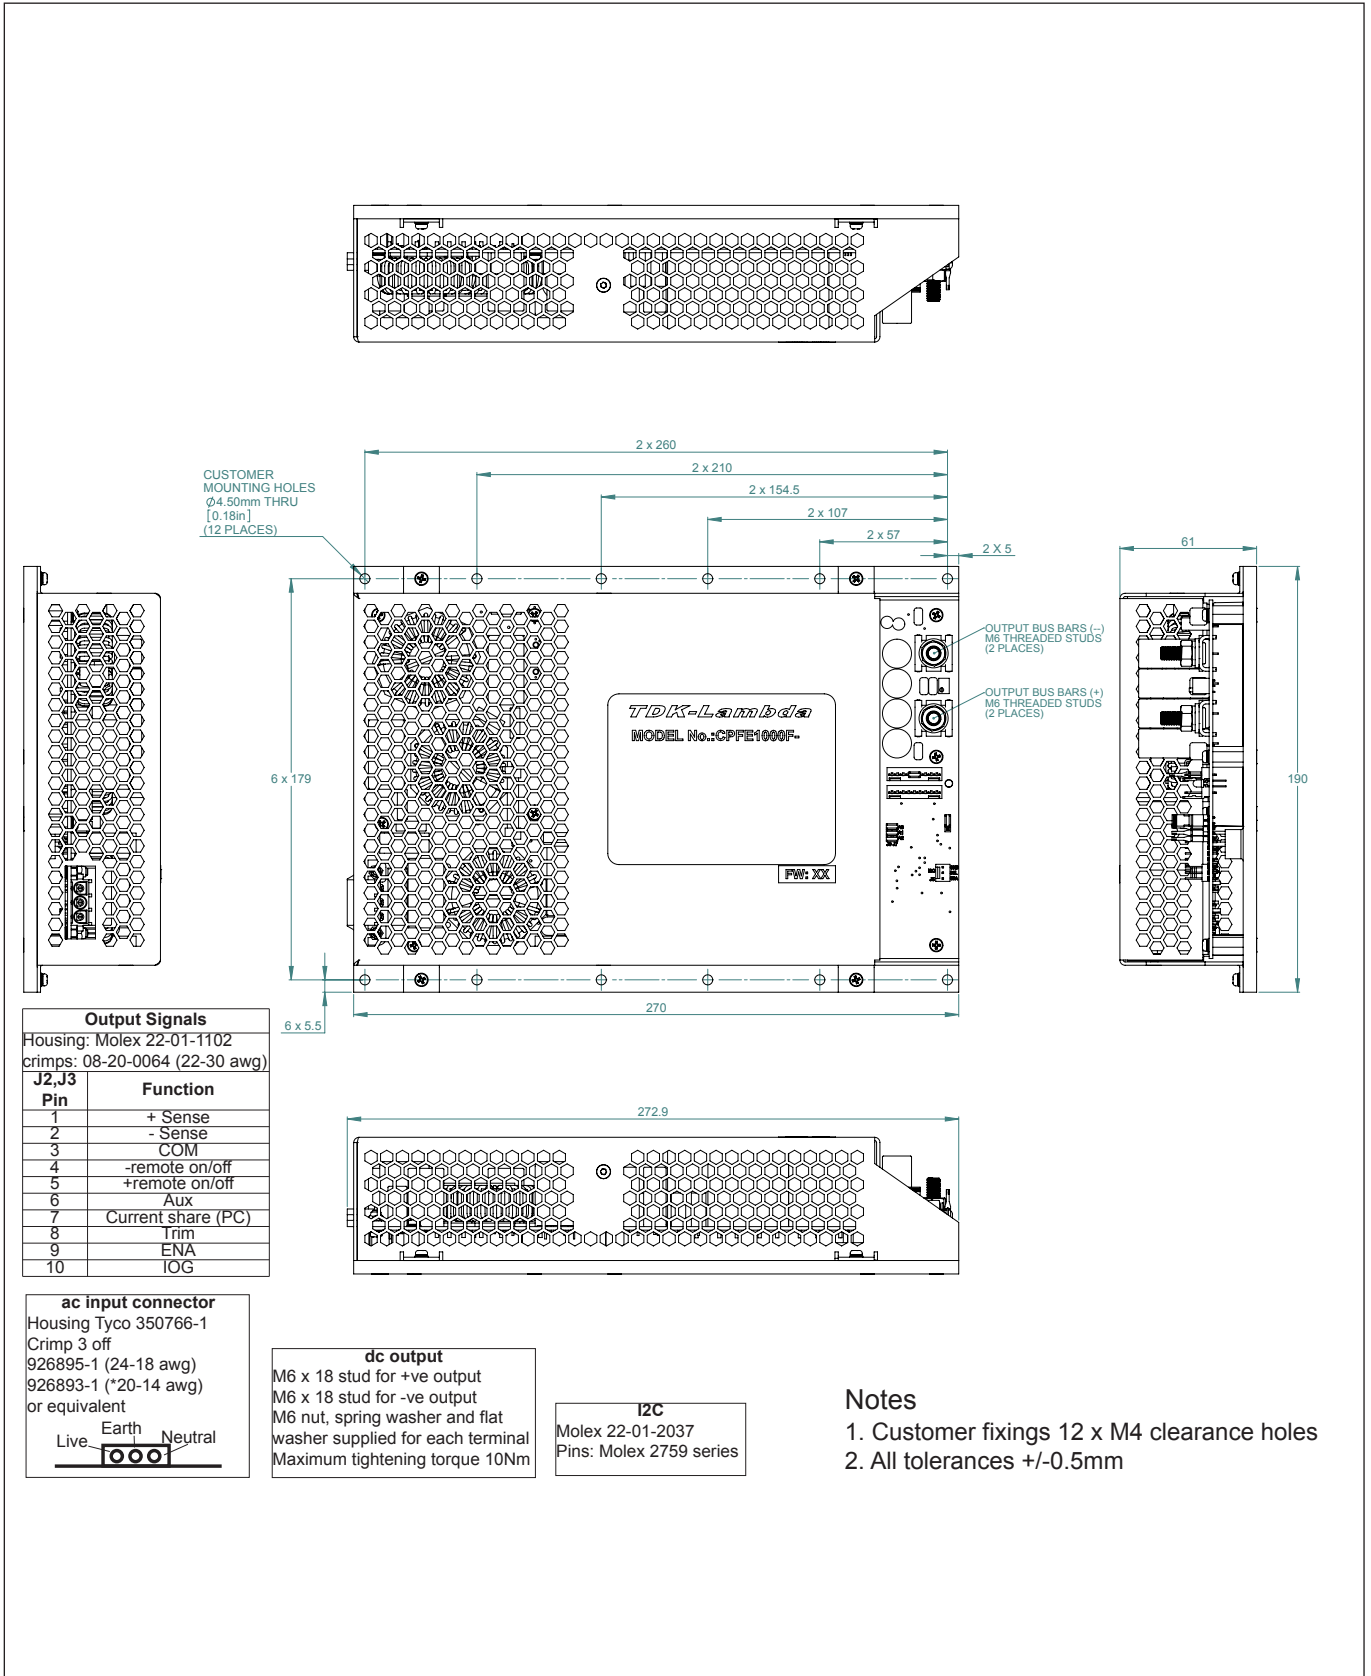 2 x 260
2 x 210
2 x 154.5
2 x 107
2 x 57
2 X 5
CUSTOMER
MOUNTING HOLES
Ø4.50mm THRU
[0.18in]
(12 PLACES)
61
OUTPUT BUS BARS (--)
M6 THREADED STUDS
(2 PLACES)
OUTPUT BUS BARS (+)
M6 THREADED STUDS
(2 PLACES)
TDK-Lambda
MODEL No.:CPFE1000F-
FW: XX
6 x 179
190
6 x 5.5
270
272.9
Output Signals
Housing: Molex 22-01-1102
crimps: 08-20-0064 (22-30 awg)
J2,J3 Pin Function
1 + Sense
2 - Sense
3 COM
4 -remote on/off
5 +remote on/off
6 Aux
7 Current share (PC)
8 Trim
9 ENA
10 IOG
ac input connector
Housing Tyco 350766-1
Crimp 3 off
926895-1 (24-18 awg)
926893-1 (*20-14 awg)
or equivalent
Live Earth Neutral
dc output
M6 x 18 stud for +ve output
M6 x 18 stud for -ve output
M6 nut, spring washer and flat
washer supplied for each terminal
Maximum tightening torque 10Nm
I2C
Molex 22-01-2037
Pins: Molex 2759 series
Notes
1. Customer fixings 12 x M4 clearance holes
2. All tolerances +/-0.5mm